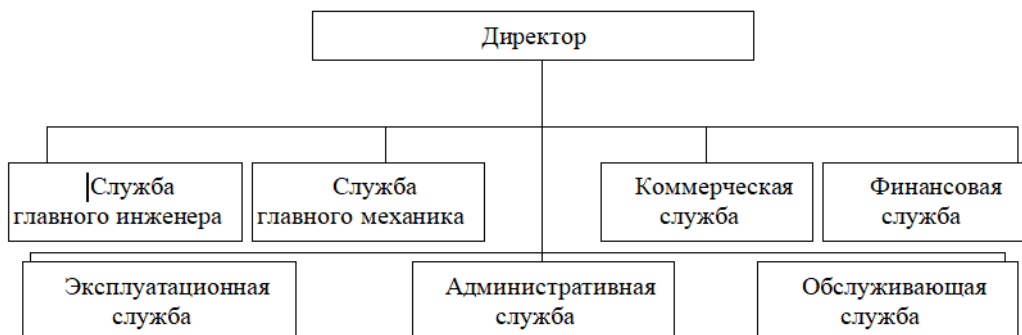 Директор
Служба
главного инженера
Служба
главного механика
Коммерческая
служба
Финансовая
служба
Эксплуатационная
служба
Административная
служба
Обслуживающая
служба